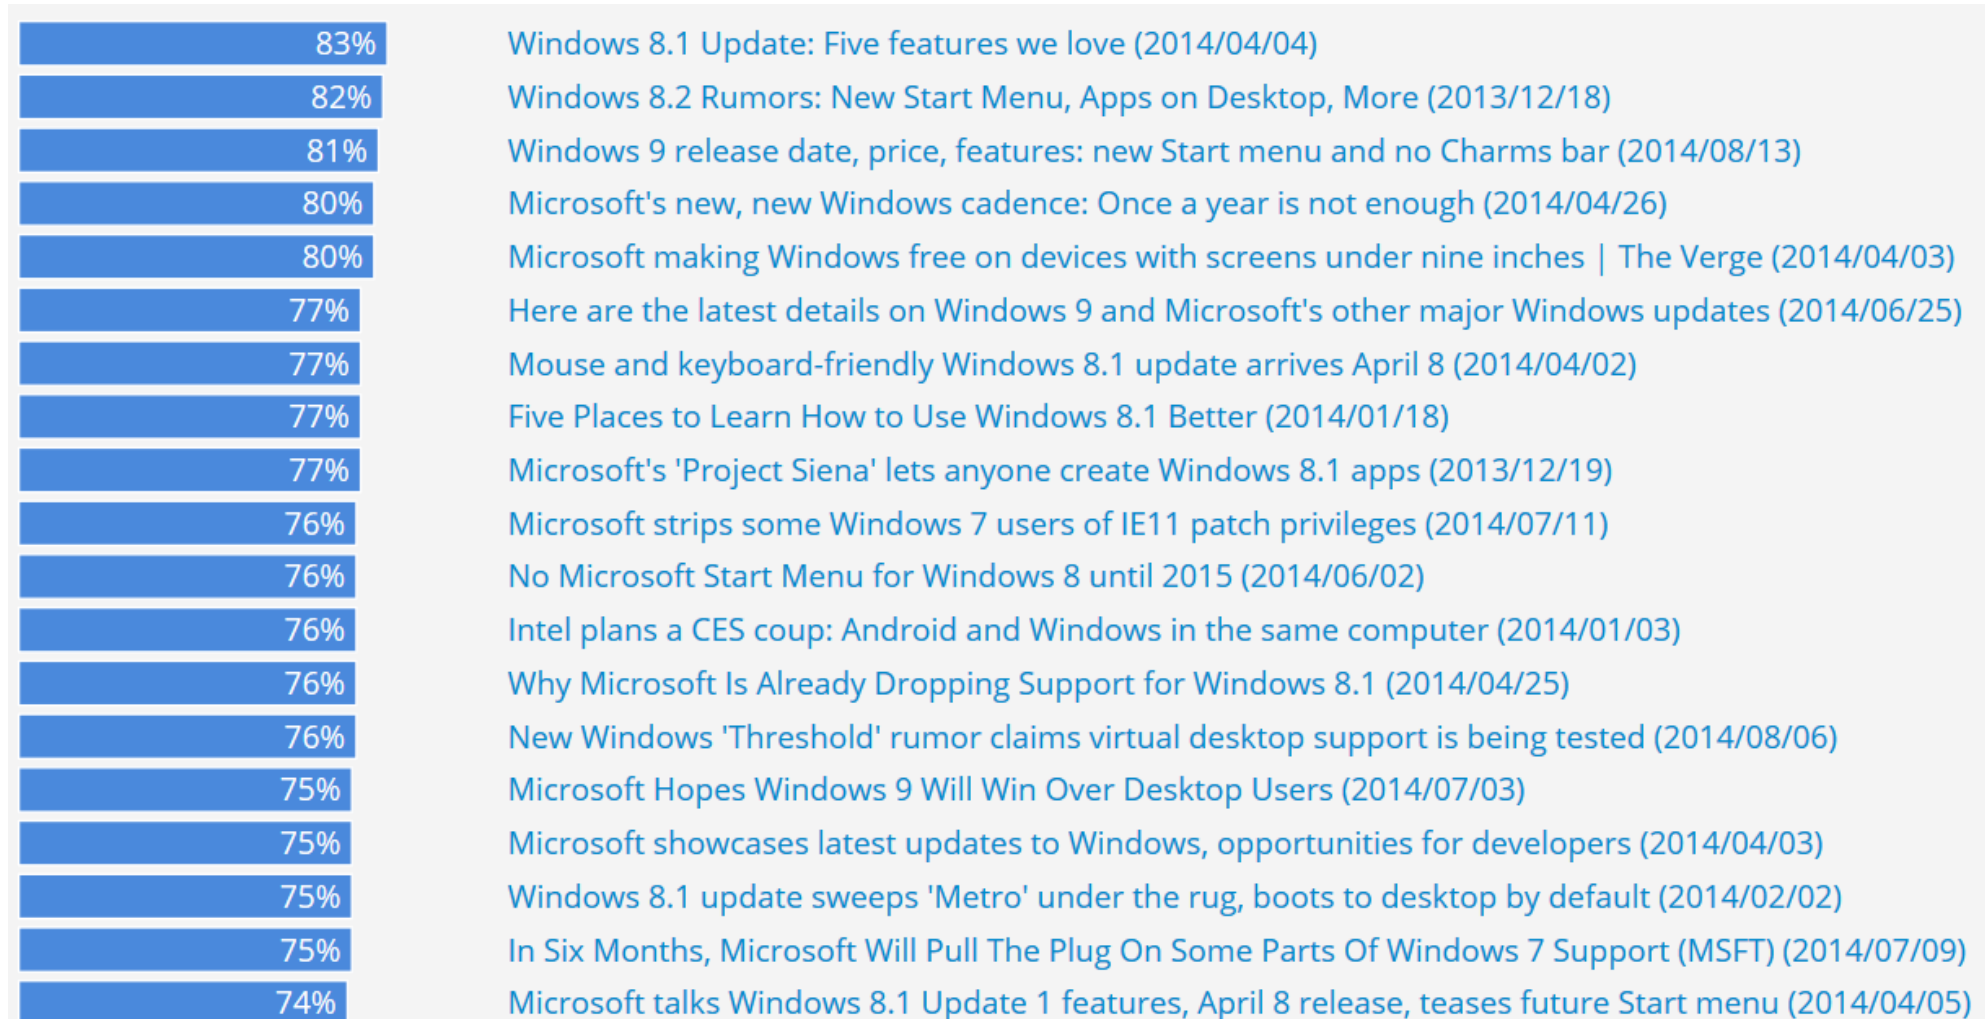 83% Windows 8.1 Update: Five features we love (2014/04/04)
82% Windows 8.2 Rumors: New Start Menu, Apps on Desktop, More (2013/12/18)
81% Windows 9 release date, price, features: new Start menu and no Charms bar (2014/08/13)
80% Microsoft's new, new Windows cadence: Once a year is not enough (2014/04/26)
80% Microsoft making Windows free on devices with screens under nine inches | The Verge (2014/04/03)
77% Here are the latest details on Windows 9 and Microsoft's other major Windows updates (2014/06/25)
77% Mouse and keyboard-friendly Windows 8.1 update arrives April 8 (2014/04/02)
77% Five Places to Learn How to Use Windows 8.1 Better (2014/01/18)
77% Microsoft's 'Project Siena' lets anyone create Windows 8.1 apps (2013/12/19)
76% Microsoft strips some Windows 7 users of IE11 patch privileges (2014/07/11)
76% No Microsoft Start Menu for Windows 8 until 2015 (2014/06/02)
76% Intel plans a CES coup: Android and Windows in the same computer (2014/01/03)
76% Why Microsoft Is Already Dropping Support for Windows 8.1 (2014/04/25)
76% New Windows 'Threshold' rumor claims virtual desktop support is being tested (2014/08/06)
75% Microsoft Hopes Windows 9 Will Win Over Desktop Users (2014/07/03)
75% Microsoft showcases latest updates to Windows, opportunities for developers (2014/04/03)
75% Windows 8.1 update sweeps 'Metro' under the rug, boots to desktop by default (2014/02/02)
75% In Six Months, Microsoft Will Pull The Plug On Some Parts Of Windows 7 Support (MSFT) (2014/07/09)
74% Microsoft talks Windows 8.1 Update 1 features, April 8 release, teases future Start menu (2014/04/05)